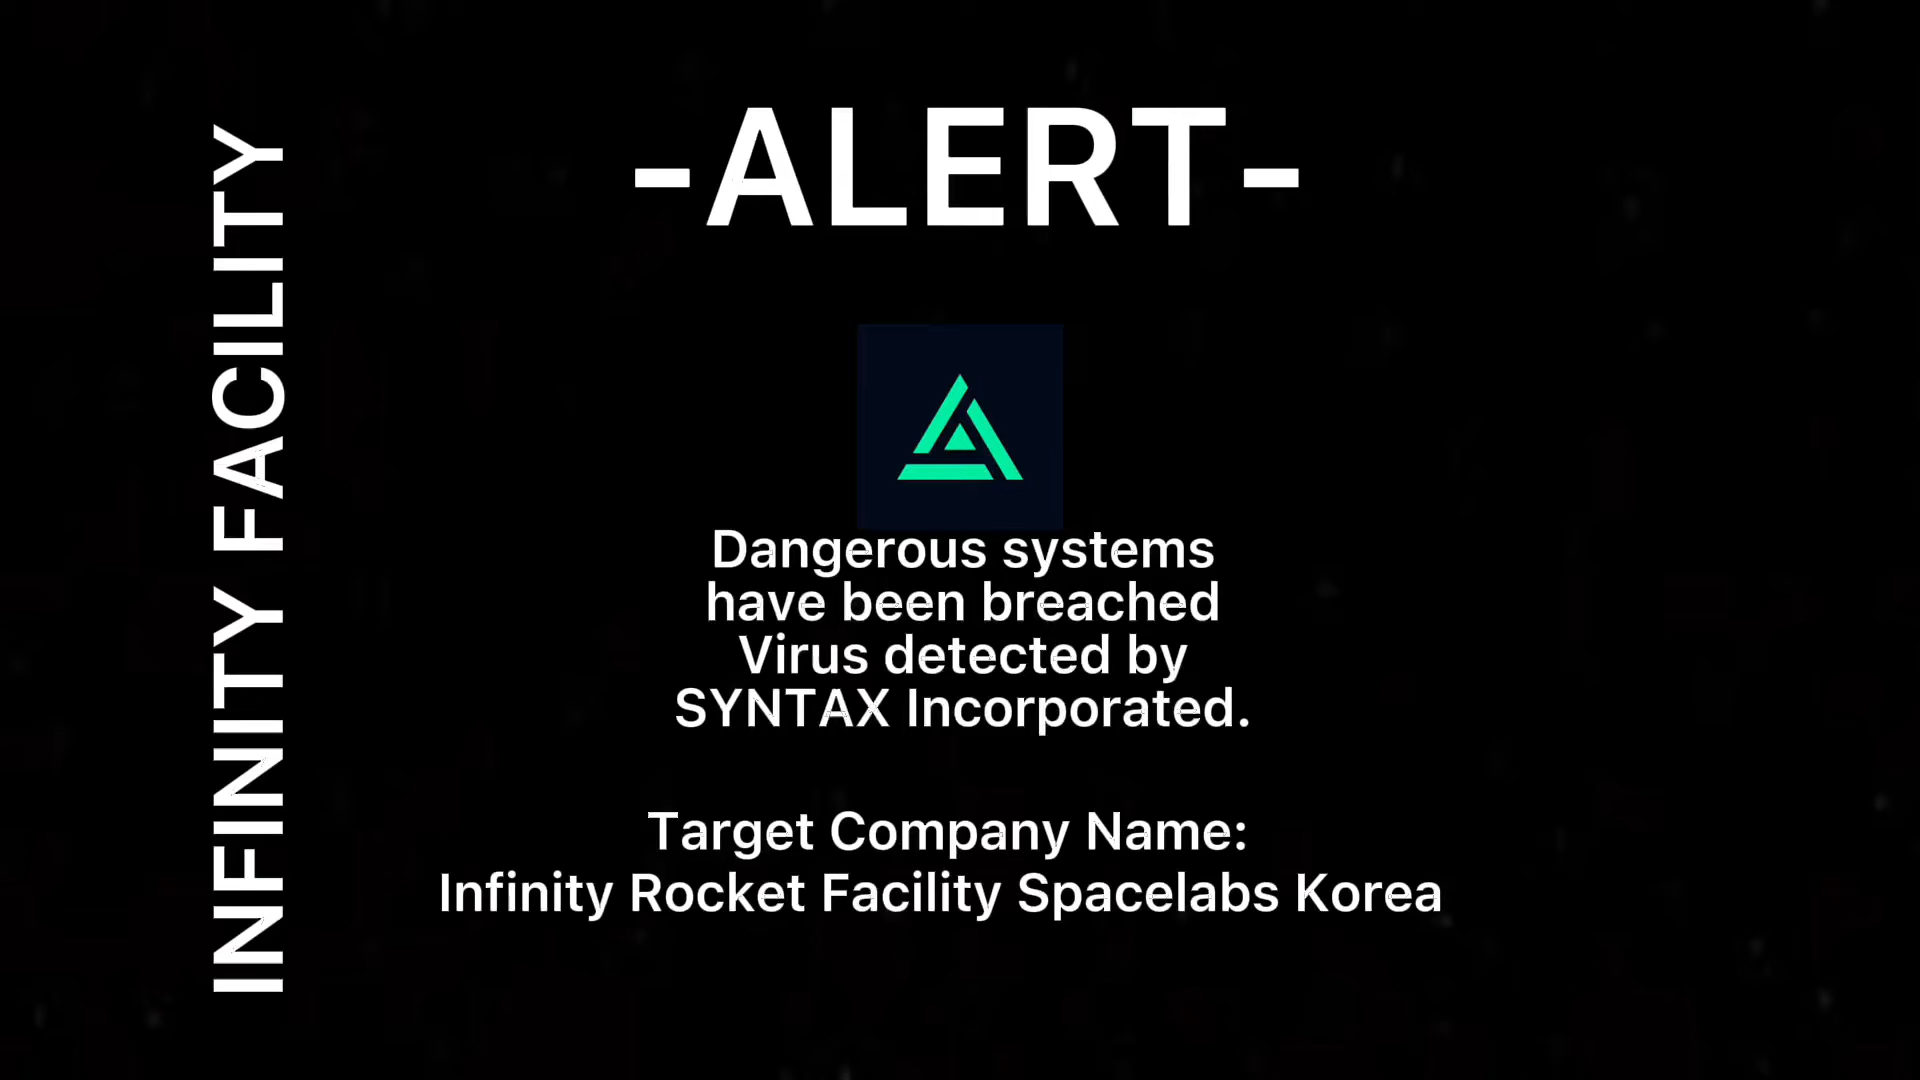 INFINITY FACILITY
-ALERT-
Dangerous systems
have been breached
Virus detected by
SYNTAX Incorporated.
Target Company Name:
Infinity Rocket Facility Spacelabs Korea